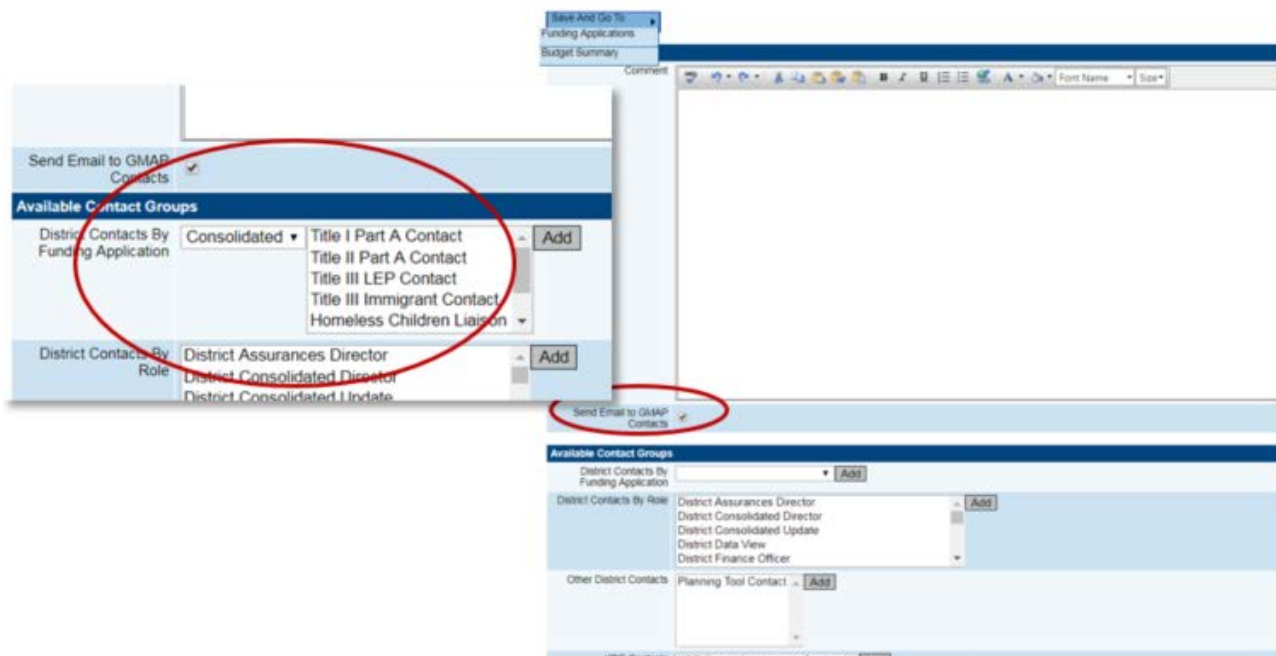 Save And Go To
Funding Applications
Budget Summary
Comment
Font Name
Size
Send Email to GMAP
Contacts
Available Contact Groups
District Contacts By
Funding Application
Consolidated
Title I Part A Contact
Title II Part A Contact
Title III LEP Contact
Title III Immigrant Contact
Homeless Children Liaison
Add
District Contacts By
Role
District Assurances Director
District Consolidated Director
District Consolidated Update
Add
Send Email to GMAP
Contacts
Available Contact Groups
District Contacts By
Funding Application
Add
District Contacts By Role
District Assurances Director
District Consolidated Director
District Consolidated Update
District Data View
District Finance Officer
Add
Other District Contacts
Planning Tool Contact
Add